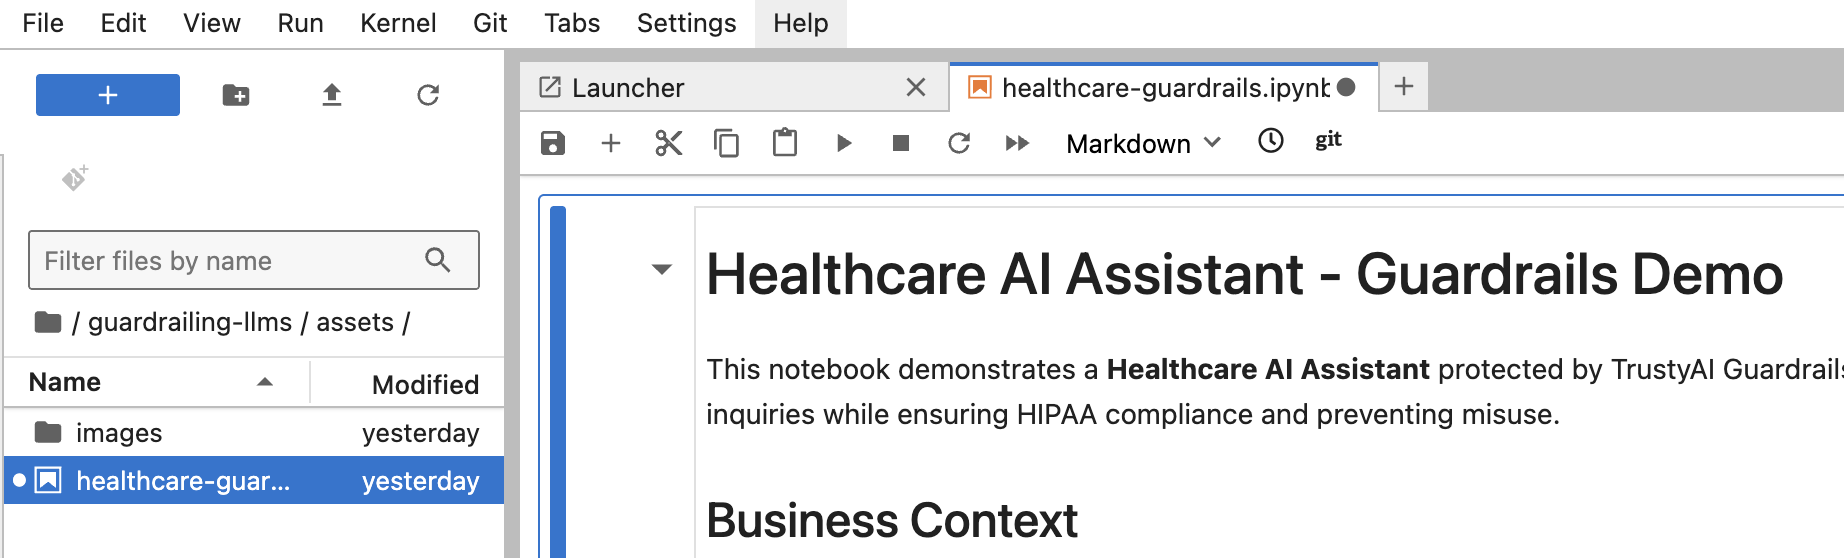 File Edit View Run Kernel Git Tabs Settings Help
Launcher
healthcare-guardrails.ipynb
Markdown
git
Filter files by name
/ guardrailing-llms / assets /
Name Modified
images yesterday
healthcare-guar... yesterday
Healthcare AI Assistant - Guardrails Demo
This notebook demonstrates a Healthcare AI Assistant protected by TrustyAI Guardrails
inquiries while ensuring HIPAA compliance and preventing misuse.
Business Context